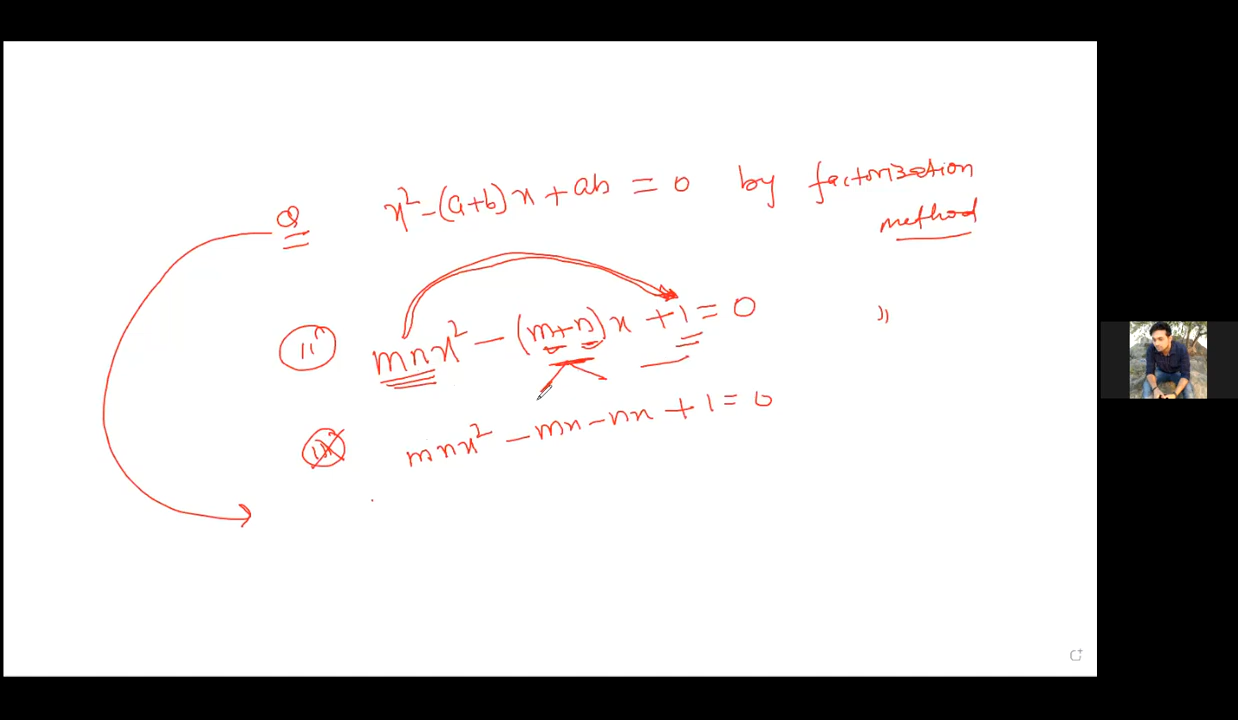 Q x² - (a+b)x + ab = 0 by factorization
method
ii) mnx² - (m+n)x + 1 = 0 "
mnx² - mx - nx + 1 = 0